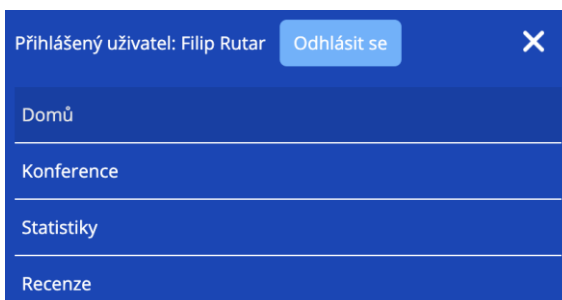 Přihlášený uživatel: Filip Rutar Odhlásit se
Domů
Konference
Statistiky
Recenze